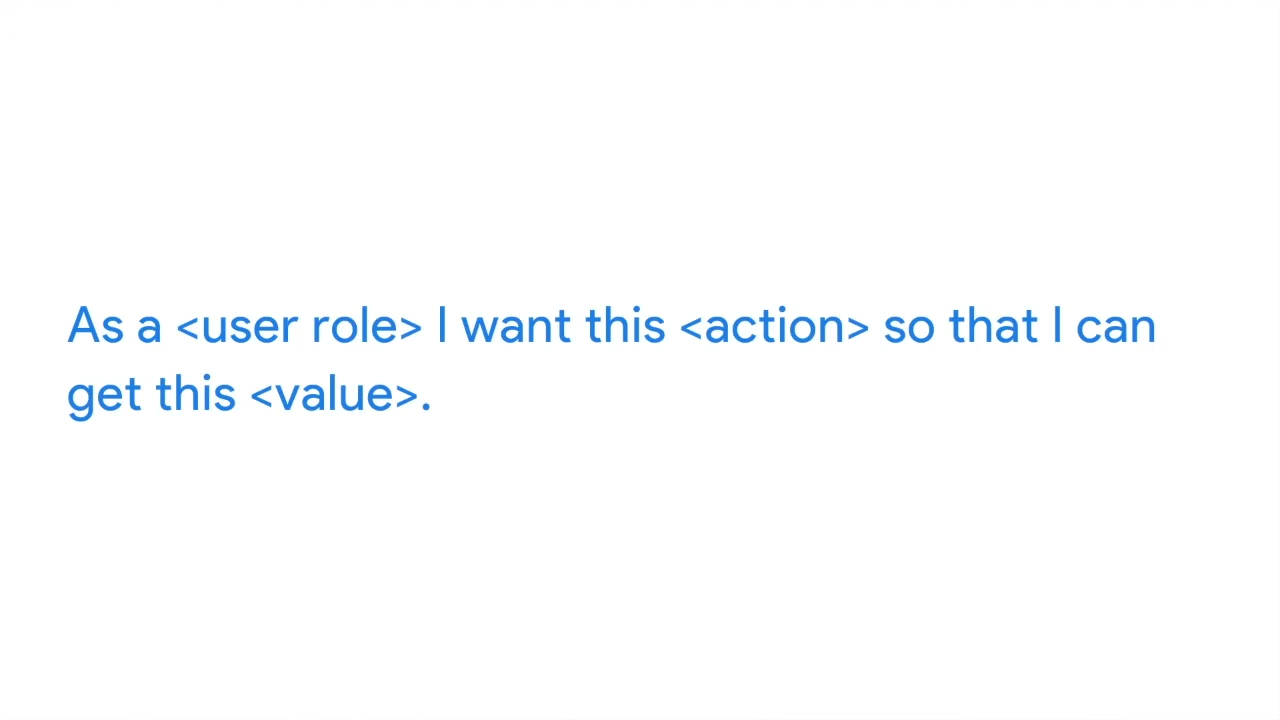 As a <user role> I want this <action> so that I can
get this <value>.